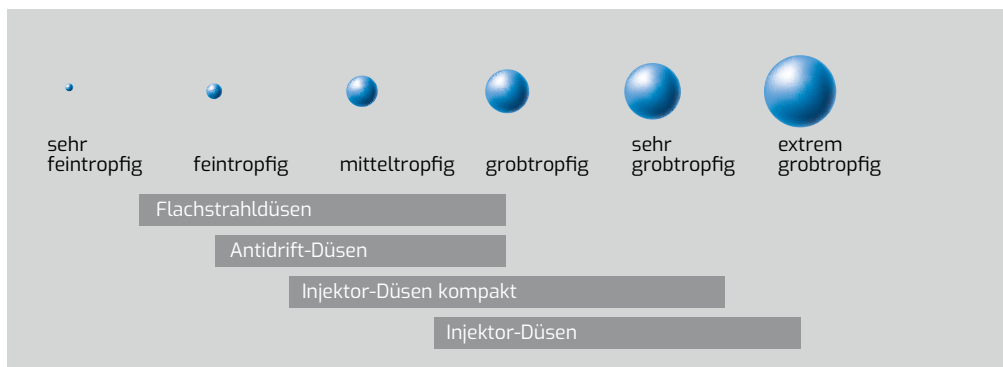 sehr
feintropfig
feintropfig
mitteltropfig
grobtropfig
sehr
grobtropfig
extrem
grobtropfig
Flachstrahldüsen
Antidrift-Düsen
Injektor-Düsen kompakt
Injektor-Düsen